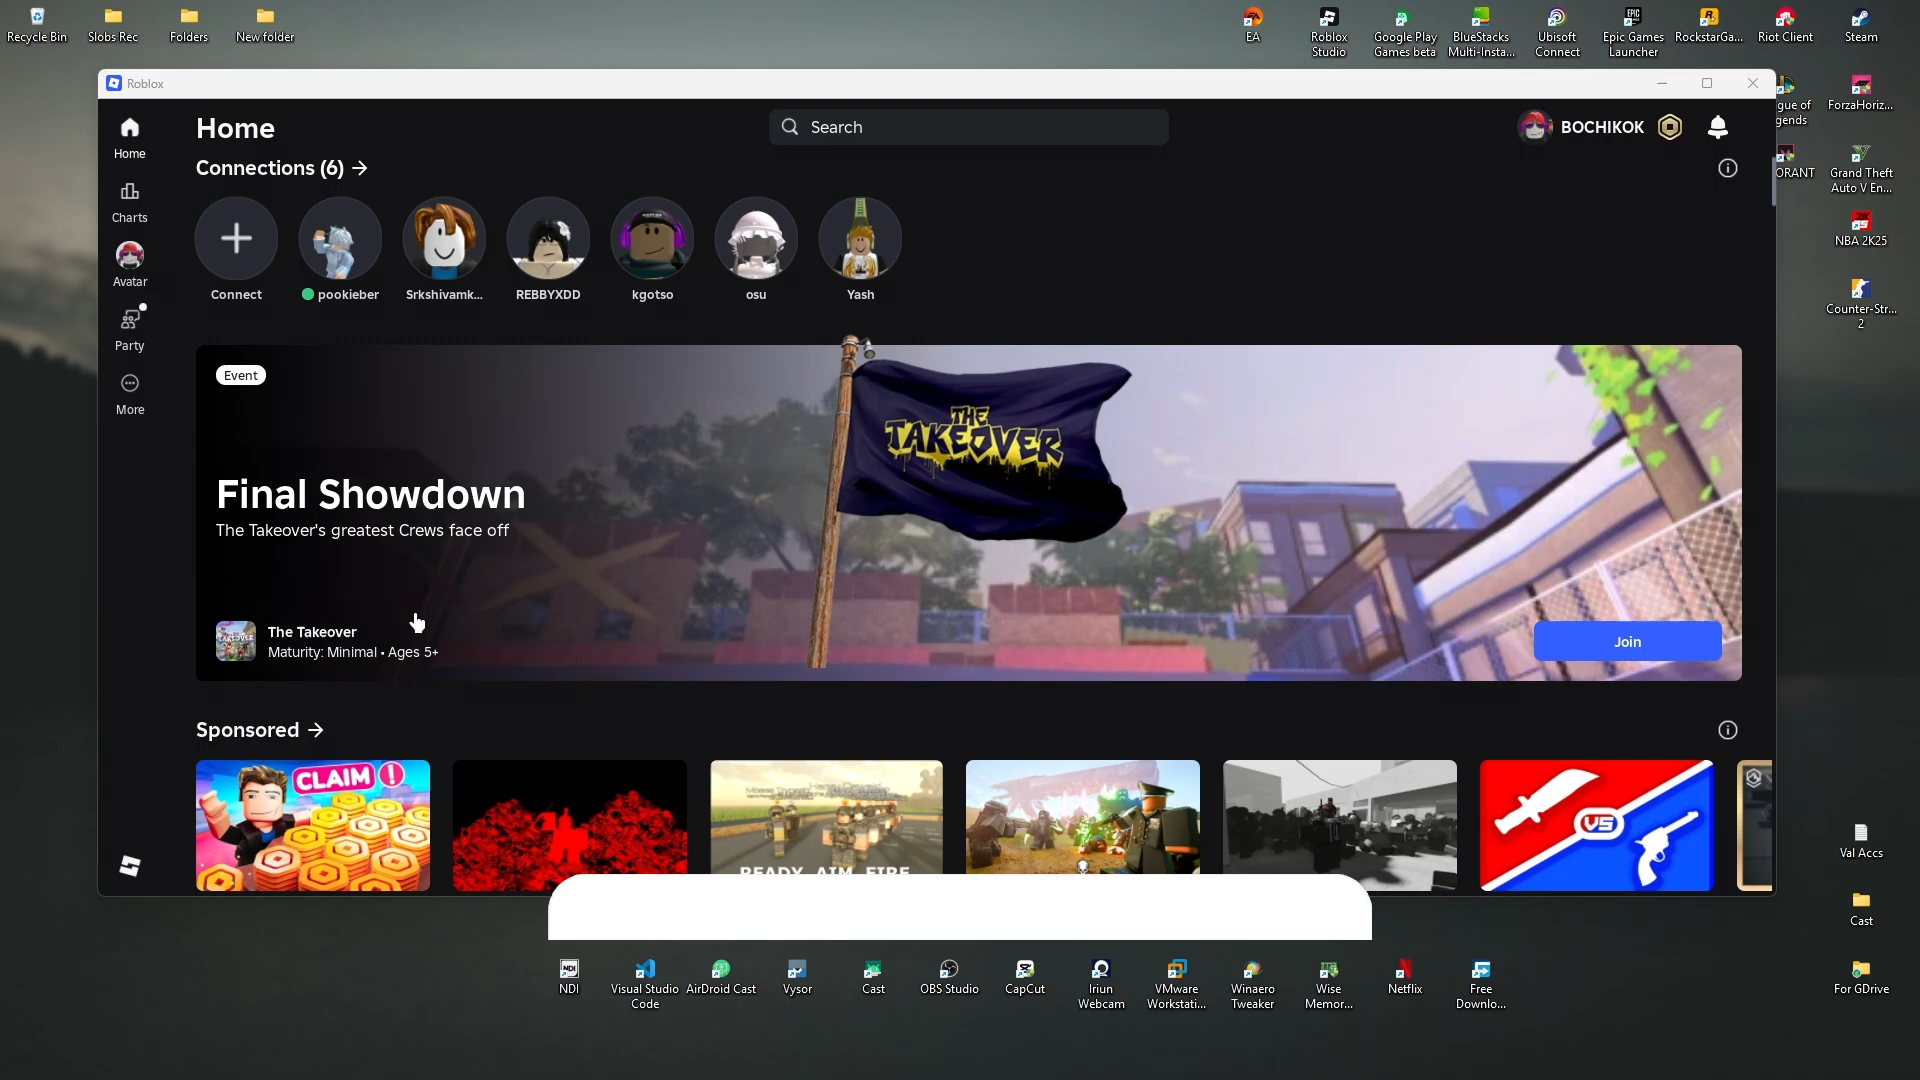 Recycle Bin
Slobs Rec
Folders
New folder
EA
Roblox
Studio
Google Play
Games beta
BlueStacks
Multi-Insta...
Ubisoft
Connect
Epic Games
Launcher
RockstarGa...
Riot Client
Steam
Roblox
gue of
gends
ForzaHoriz...
ORANT
Grand Theft
Auto V En...
NBA 2K25
Counter-Str...
2
Home
Search
BOCHIKOK
Home
Charts
Avatar
Party
More
Connections (6)
Connect
pookieber
Srkshivamk...
REBBYXDD
kgotso
osu
Yash
Event
THE
TAKEOVER
Final Showdown
The Takeover's greatest Crews face off
The Takeover
Maturity: Minimal • Ages 5+
Join
Sponsored
CLAIM !
READY AIM FIRE
VS
Val Accs
Cast
For GDrive
NDI
Visual Studio
Code
AirDroid Cast
Vysor
Cast
OBS Studio
CapCut
Iriun
Webcam
VMware
Workstati...
Winaero
Tweaker
Wise
Memor...
Netflix
Free
Downlo...